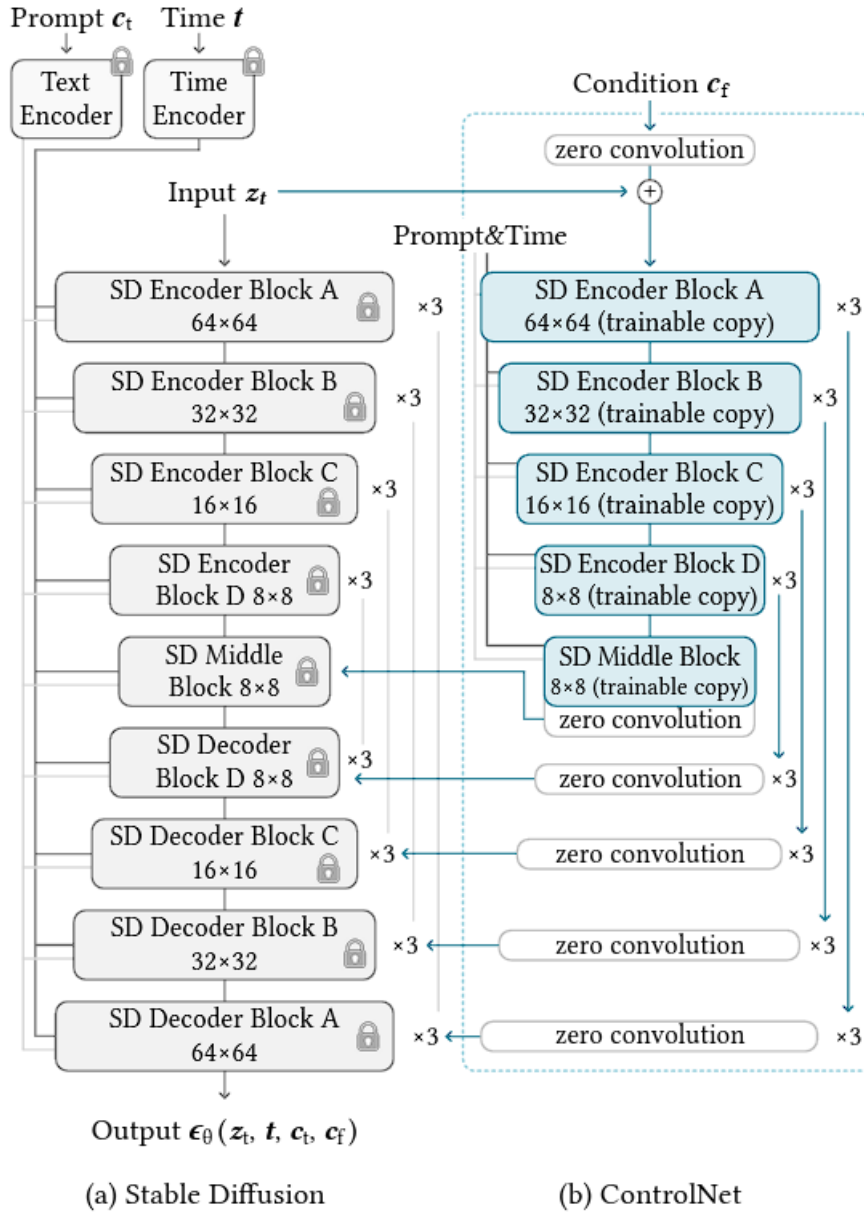 Prompt cₜ
Time t
Text
Encoder
Time
Encoder
Input zₜ
SD Encoder Block A
64×64
×3
SD Encoder Block B
32×32
×3
SD Encoder Block C
16×16
×3
SD Encoder
Block D 8×8
×3
SD Middle
Block 8×8
SD Decoder
Block D 8×8
×3
SD Decoder Block C
16×16
×3
SD Decoder Block B
32×32
×3
SD Decoder Block A
64×64
×3
Output ϵθ(zₜ, t, cₜ, c_f)
(a) Stable Diffusion
Condition c_f
zero convolution
+
Prompt&Time
SD Encoder Block A
64×64 (trainable copy)
×3
SD Encoder Block B
32×32 (trainable copy)
×3
SD Encoder Block C
16×16 (trainable copy)
×3
SD Encoder Block D
8×8 (trainable copy)
×3
SD Middle Block
8×8 (trainable copy)
zero convolution
zero convolution
×3
zero convolution
×3
zero convolution
×3
zero convolution
×3
(b) ControlNet